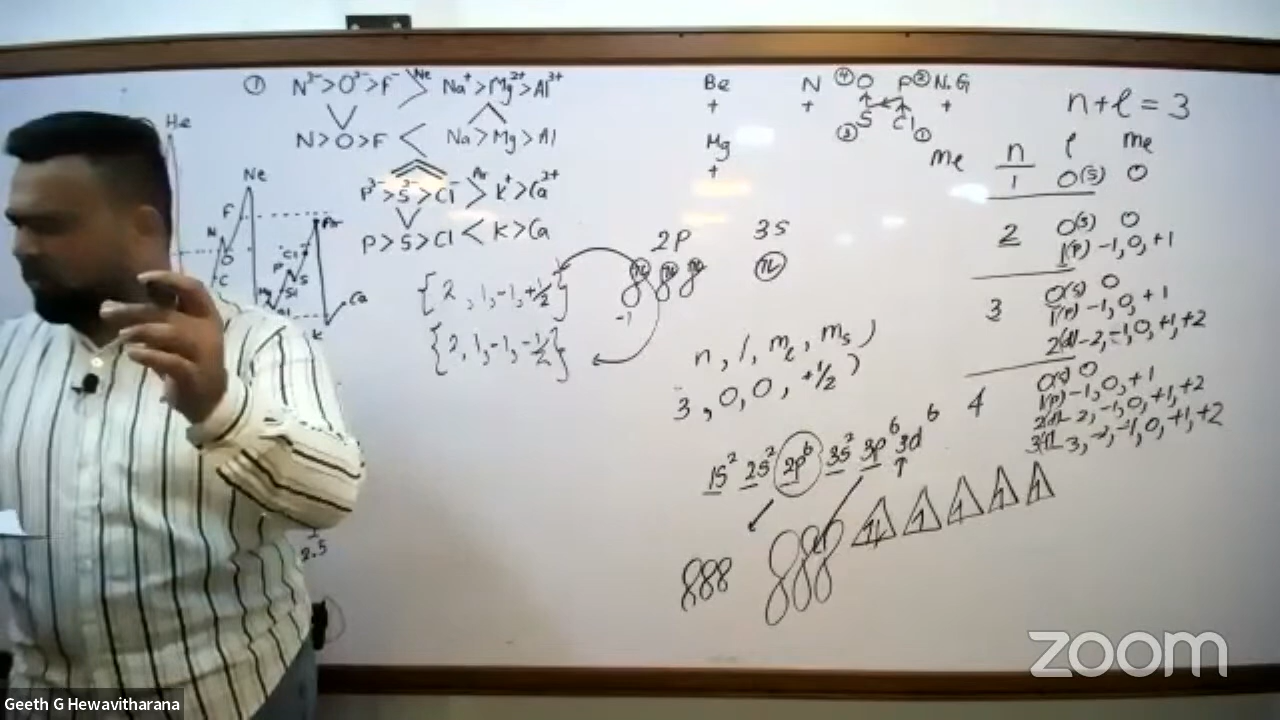 ① N³⁻>O²⁻>F⁻ > Ne Na⁺>Mg²⁺>Al³⁺
N>O>F < Na>Mg>Al
P³⁻>S²⁻>Cl⁻ > Ar K⁺>Ca²⁺
P>S>Cl < K>Ca
He
Ne
F
N
O
C
Ar
Cl
P
S
Si
Mg
Al
Ca
K
2.5
{2, 1, -1, +½}
{2, 1, -1, -½}
2P 3S
-1
Be N ④ O F ② N.G
+ + +
③ S Cl ①
Mg
+
n, l, mℓ, ms)
3, 0, 0, +1/2)
1S² 2S² 2p⁶ 3S² 3p⁶ 3d⁶
n+ℓ = 3
mℓ n ℓ mℓ
1 0(s) 0
2 0(s) 0
1(p) -1, 0, +1
3 0(s) 0
1(p) -1, 0, +1
2(d) -2, -1, 0, +1, +2
4 0(s) 0
1(p) -1, 0, +1
2(d) -2, -1, 0, +1, +2
3(f) -3, -2, -1, 0, +1, +2
zoom
Geeth G Hewavitharana